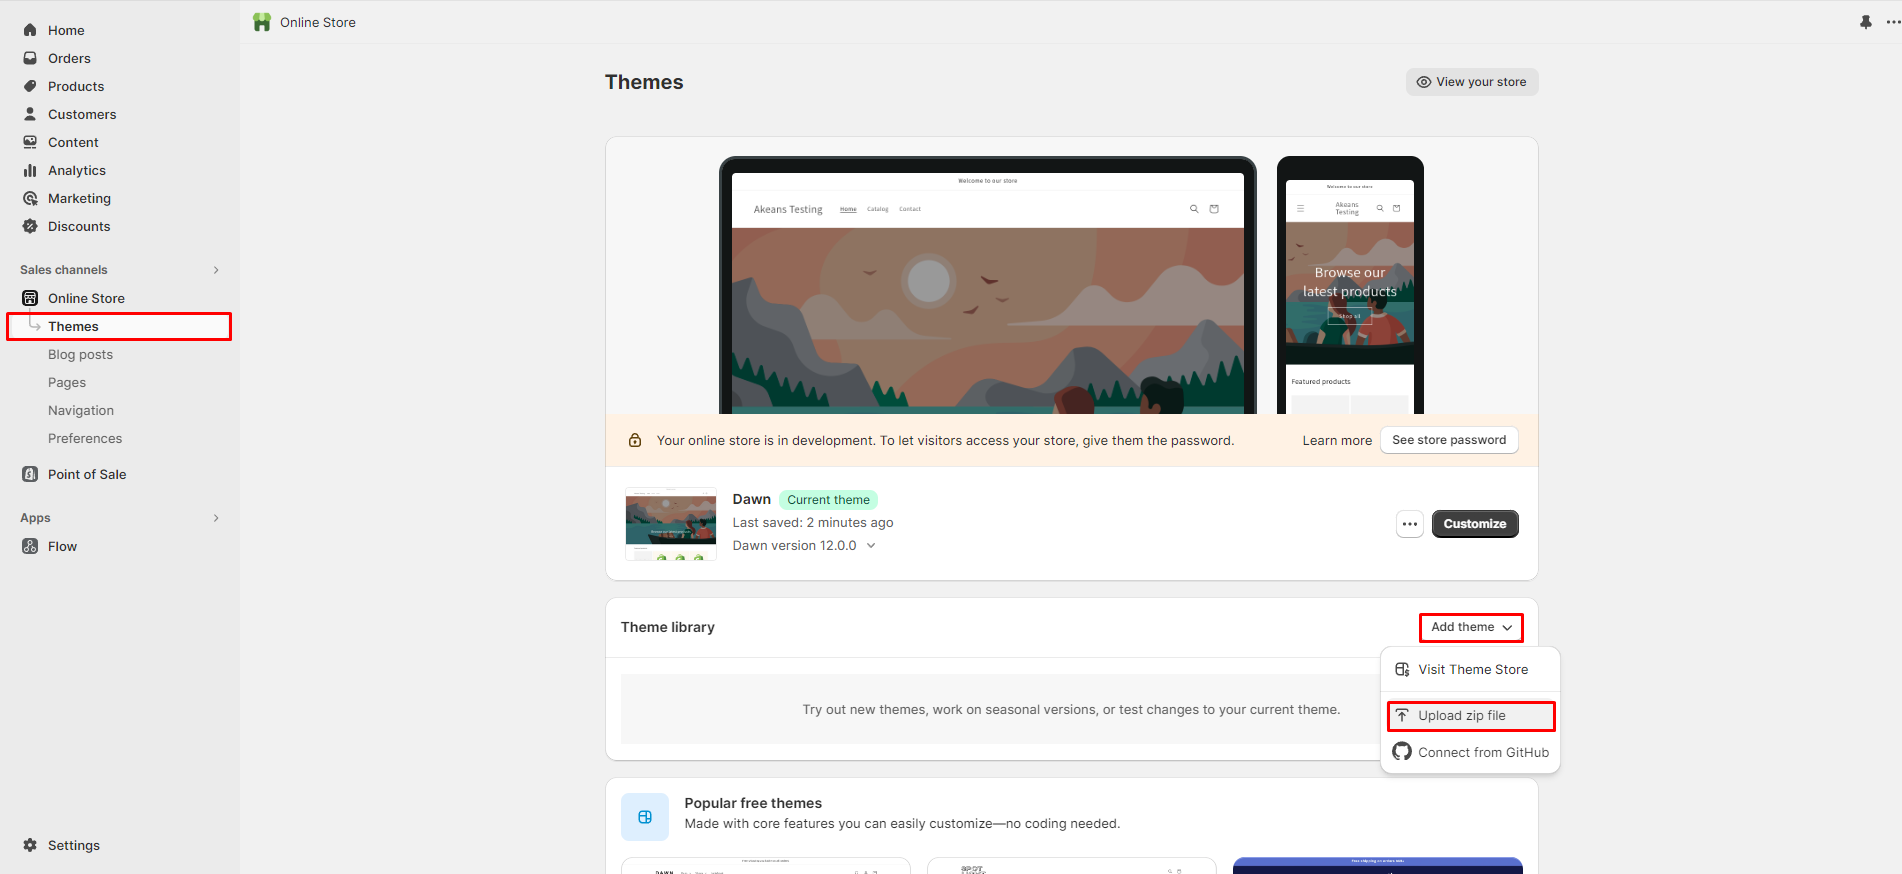 Home
Orders
Products
Customers
Content
Analytics
Marketing
Discounts
Sales channels
Online Store
Themes
Blog posts
Pages
Navigation
Preferences
Point of Sale
Apps
Flow
Settings
Online Store
Themes
View your store
Welcome to our store
Akeans Testing Home Catalog Contact
Welcome to our store
Akeans
Testing
Browse our
latest products
Shop all
Featured products
Your online store is in development. To let visitors access your store, give them the password.
Learn more See store password
Dawn Current theme
Last saved: 2 minutes ago
Dawn version 12.0.0
Customize
Theme library
Add theme
Visit Theme Store
Upload zip file
Connect from GitHub
Try out new themes, work on seasonal versions, or test changes to your current theme.
Popular free themes
Made with core features you can easily customize—no coding needed.
DAWN